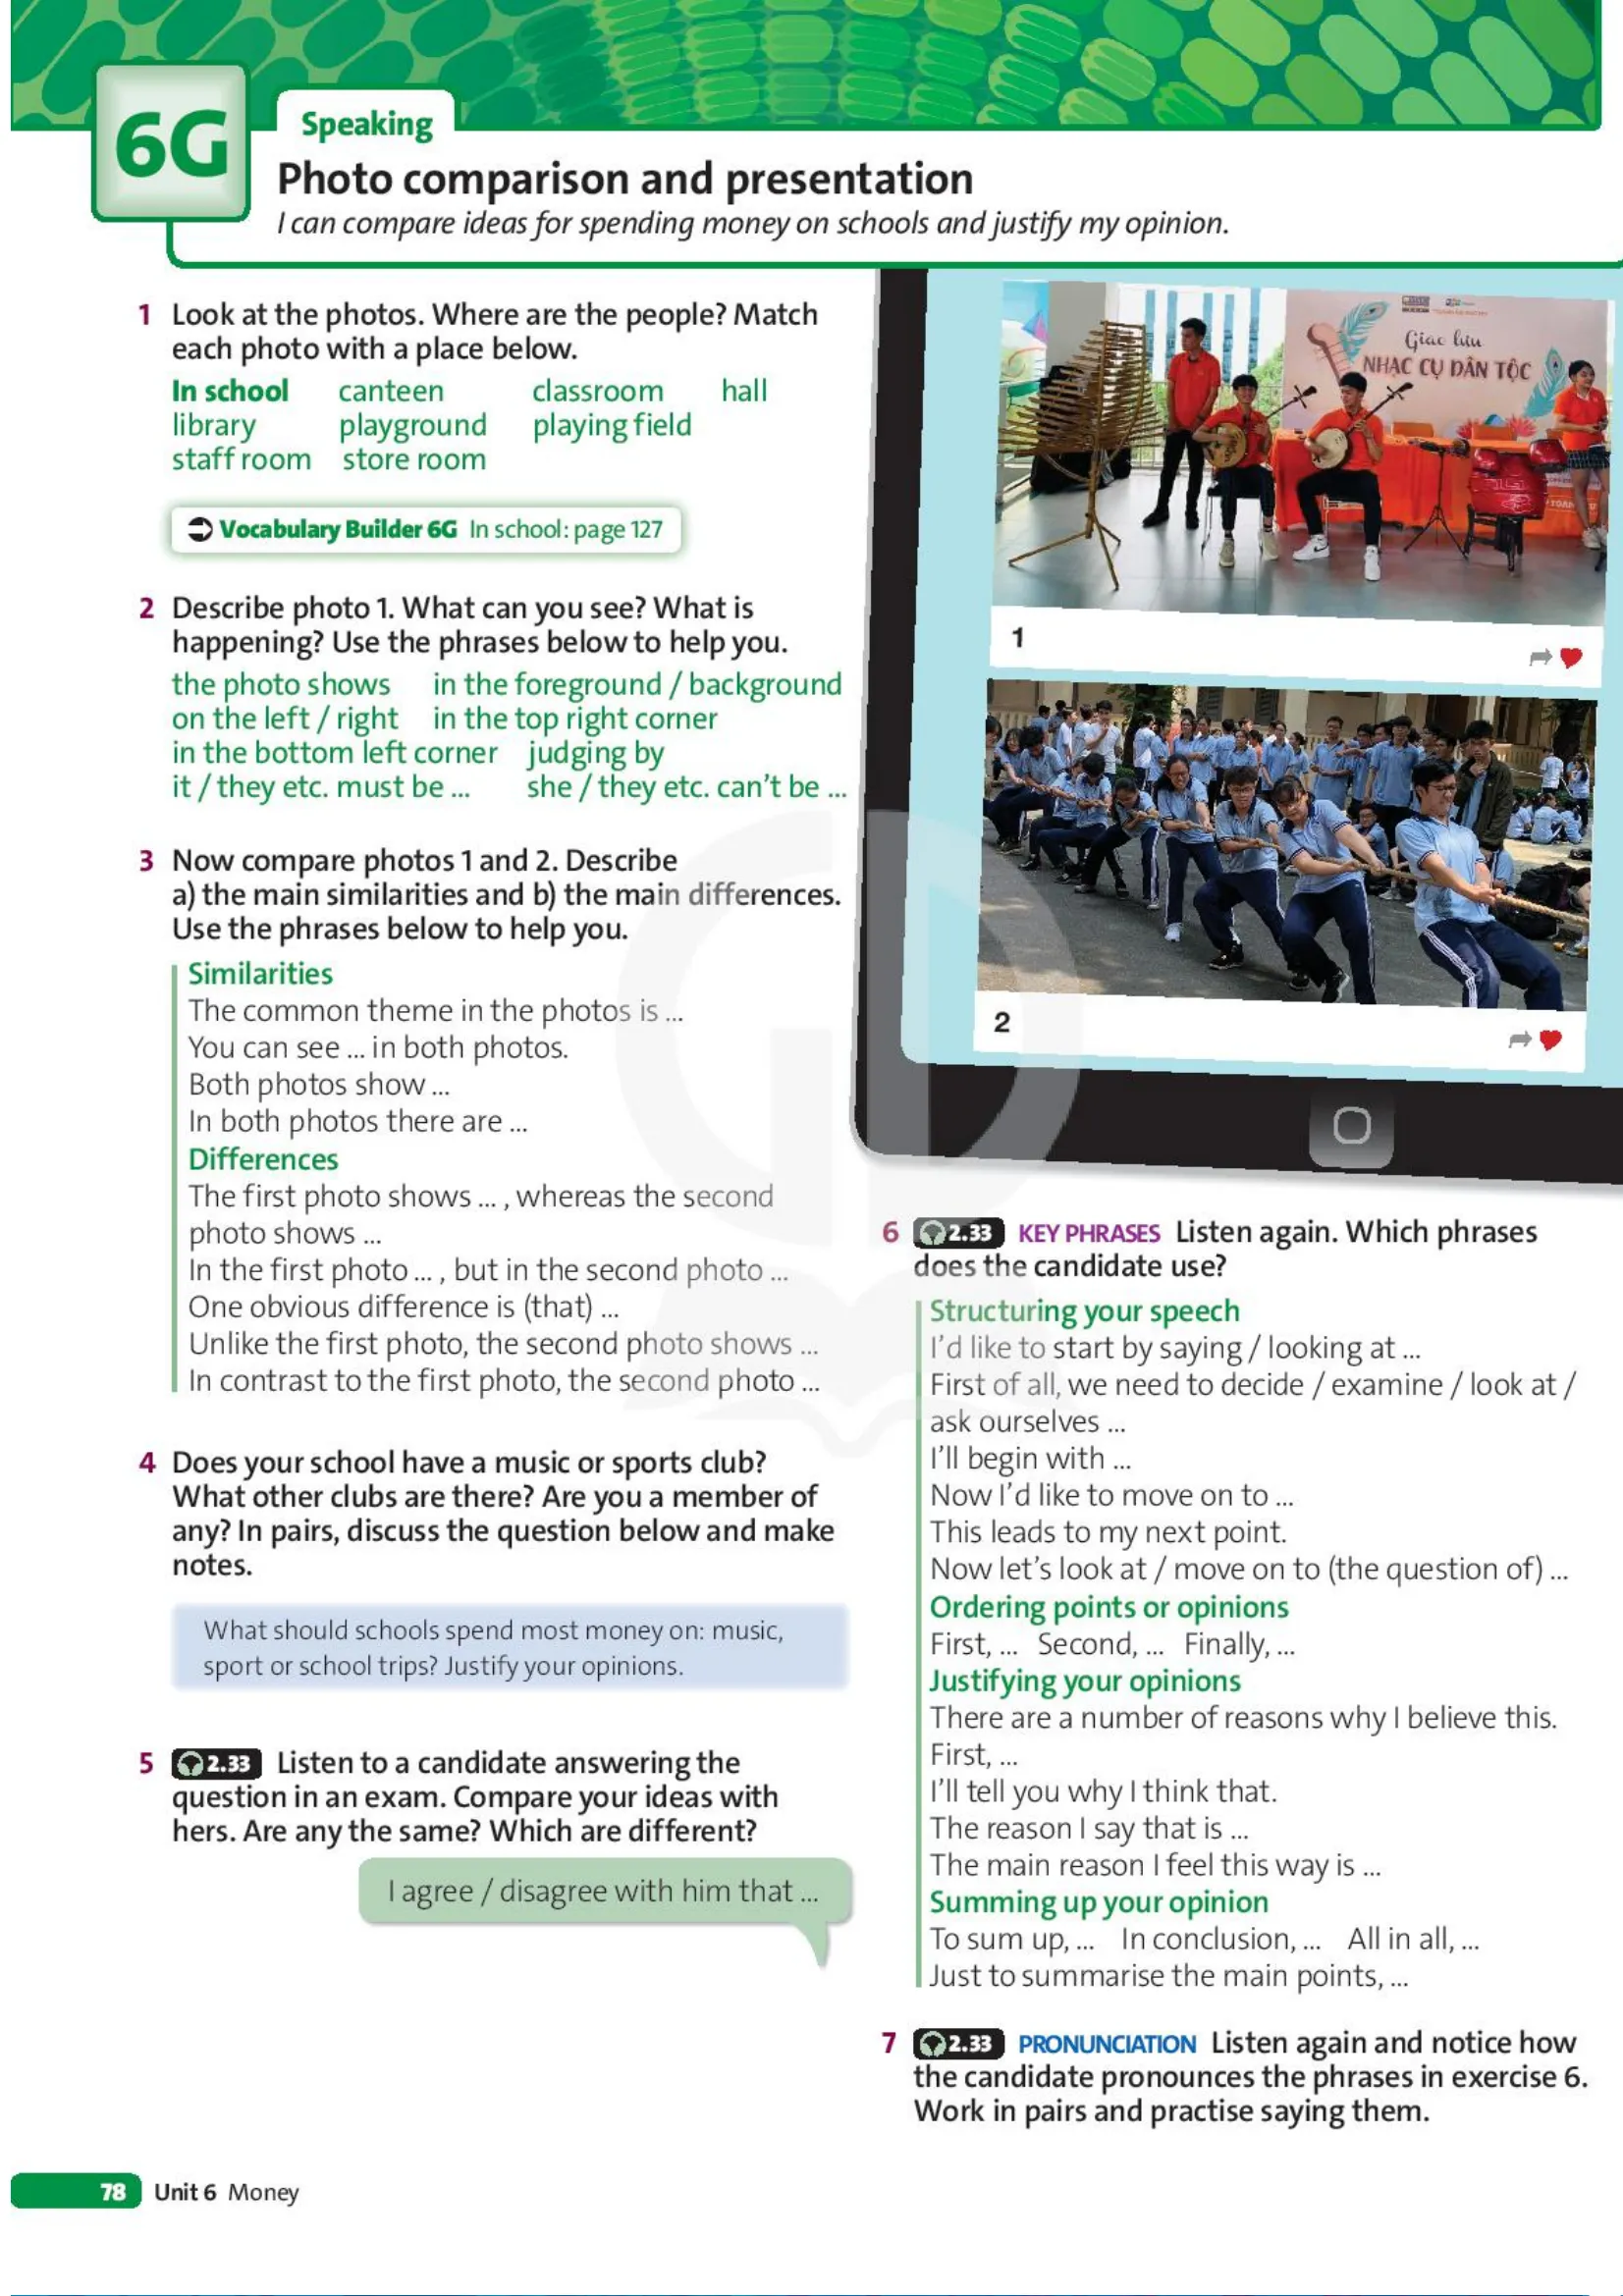 6G
Speaking
Photo comparison and presentation
I can compare ideas for spending money on schools and justify my opinion.
1 Look at the photos. Where are the people? Match
each photo with a place below.
In school canteen classroom hall
library playground playing field
staff room store room
Vocabulary Builder 6G In school: page 127
2 Describe photo 1. What can you see? What is
happening? Use the phrases below to help you.
the photo shows in the foreground / background
on the left / right in the top right corner
in the bottom left corner judging by
it / they etc. must be ... she / they etc. can't be ...
3 Now compare photos 1 and 2. Describe
a) the main similarities and b) the main differences.
Use the phrases below to help you.
Similarities
The common theme in the photos is ...
You can see ... in both photos.
Both photos show ...
In both photos there are ...
Differences
The first photo shows ... , whereas the second
photo shows ...
In the first photo ... , but in the second photo ...
One obvious difference is (that) ...
Unlike the first photo, the second photo shows ...
In contrast to the first photo, the second photo ...
4 Does your school have a music or sports club?
What other clubs are there? Are you a member of
any? In pairs, discuss the question below and make
notes.
What should schools spend most money on: music,
sport or school trips? Justify your opinions.
5 2.33 Listen to a candidate answering the
question in an exam. Compare your ideas with
hers. Are any the same? Which are different?
I agree / disagree with him that ...
Giao lưu
NHẠC CỤ DÂN TỘC
1
2
6 2.33 KEY PHRASES Listen again. Which phrases
does the candidate use?
Structuring your speech
I'd like to start by saying / looking at ...
First of all, we need to decide / examine / look at /
ask ourselves ...
I'll begin with ...
Now I'd like to move on to ...
This leads to my next point.
Now let's look at / move on to (the question of) ...
Ordering points or opinions
First, ... Second, ... Finally, ...
Justifying your opinions
There are a number of reasons why I believe this.
First, ...
I'll tell you why I think that.
The reason I say that is ...
The main reason I feel this way is ...
Summing up your opinion
To sum up, ... In conclusion, ... All in all, ...
Just to summarise the main points, ...
7 2.33 PRONUNCIATION Listen again and notice how
the candidate pronounces the phrases in exercise 6.
Work in pairs and practise saying them.
78 Unit 6 Money